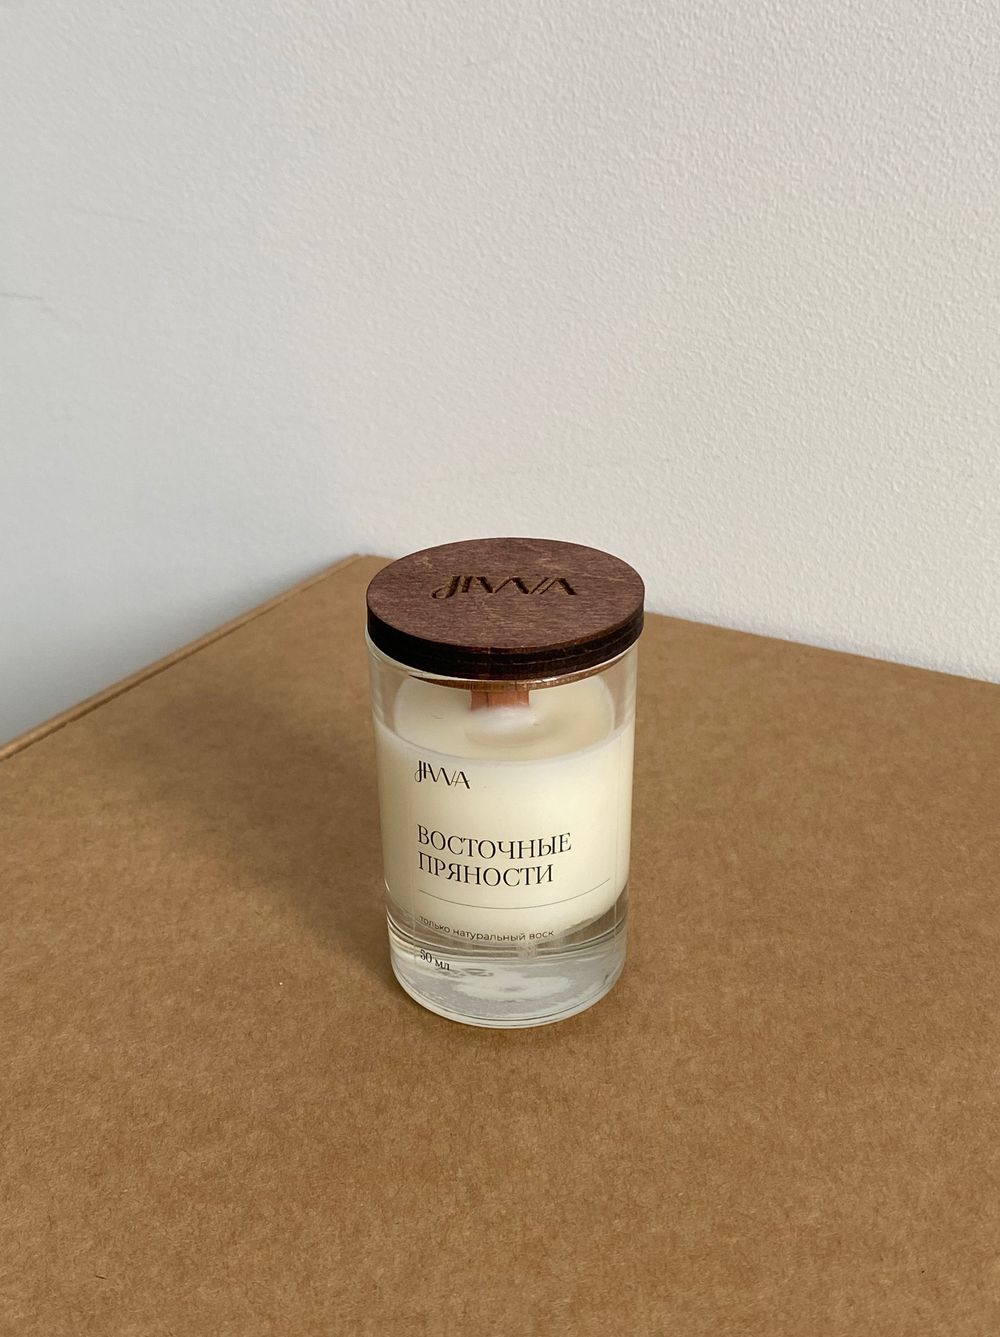 JIVVA
JIVVA
ВОСТОЧНЫЕ
ПРЯНОСТИ
только натуральный воск
50 мл